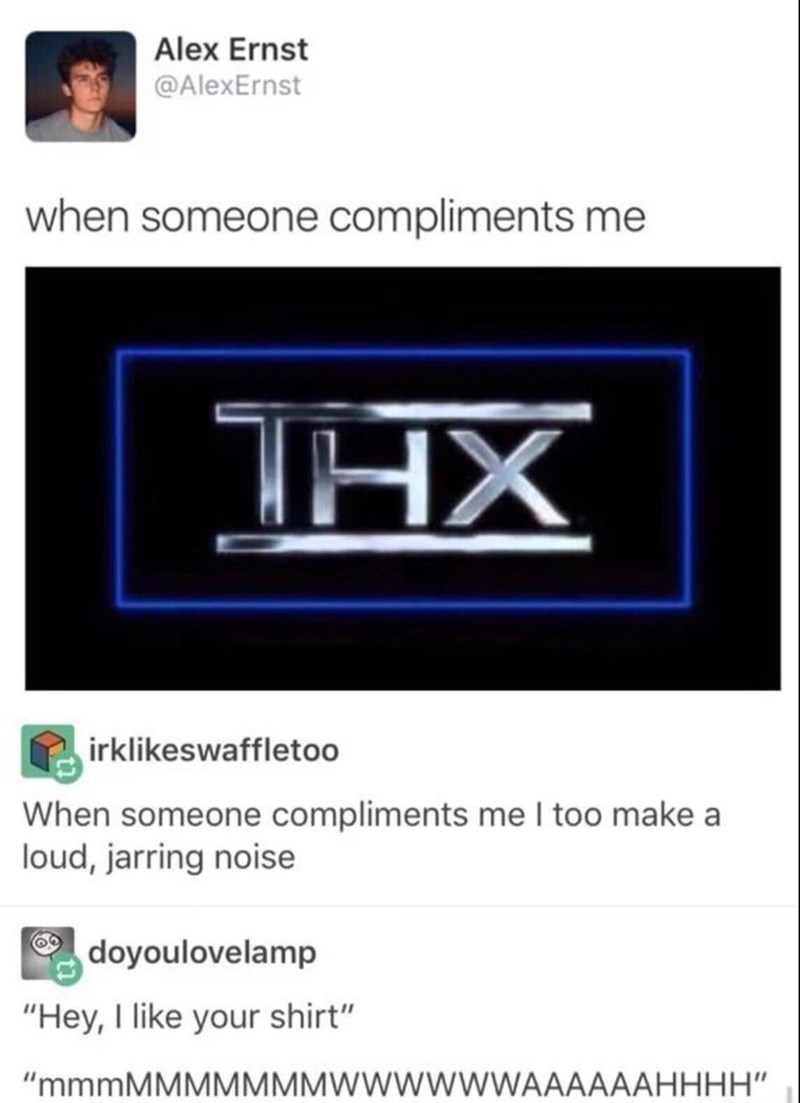 Alex Ernst
@AlexErnst
when someone compliments me
THX
irklikeswaffletoo
When someone compliments me I too make a
loud, jarring noise
doyoulovelamp
"Hey, I like your shirt"
"mmmMMMMMMMMWWWWWWAAAAAAHHHH"